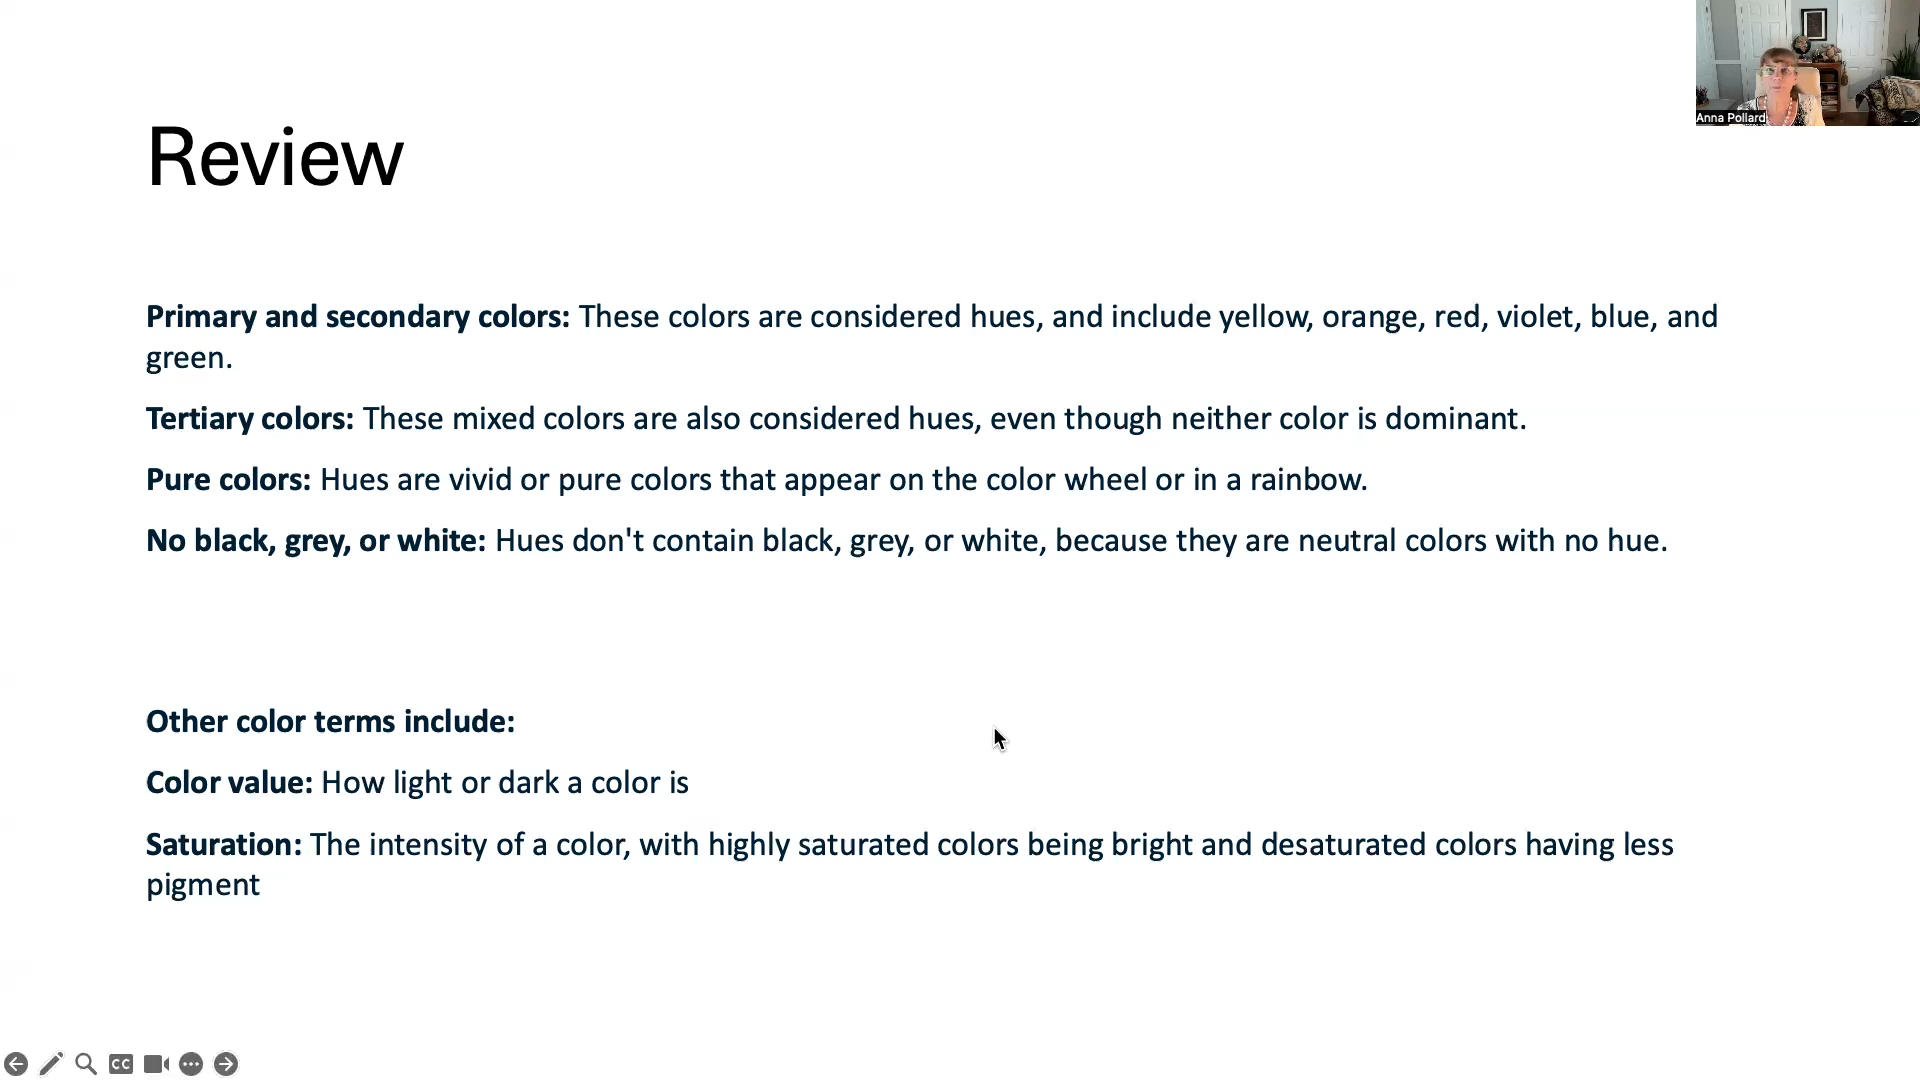 Anna Pollard
Review
Primary and secondary colors: These colors are considered hues, and include yellow, orange, red, violet, blue, and
green.
Tertiary colors: These mixed colors are also considered hues, even though neither color is dominant.
Pure colors: Hues are vivid or pure colors that appear on the color wheel or in a rainbow.
No black, grey, or white: Hues don't contain black, grey, or white, because they are neutral colors with no hue.
Other color terms include:
Color value: How light or dark a color is
Saturation: The intensity of a color, with highly saturated colors being bright and desaturated colors having less
pigment
CC